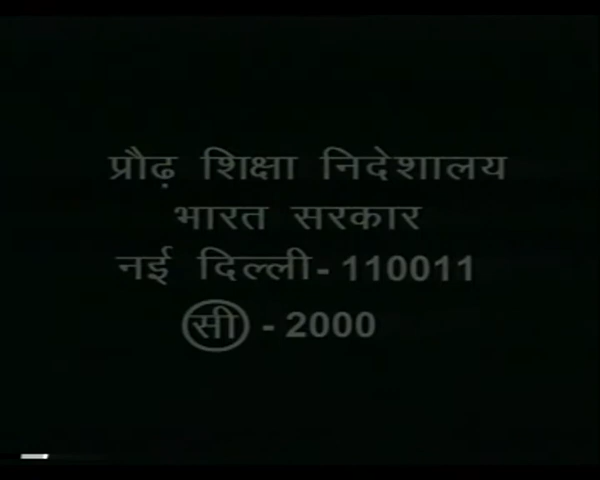 प्रौढ़ शिक्षा निदेशालय
भारत सरकार
नई दिल्ली - 110011
सी - 2000